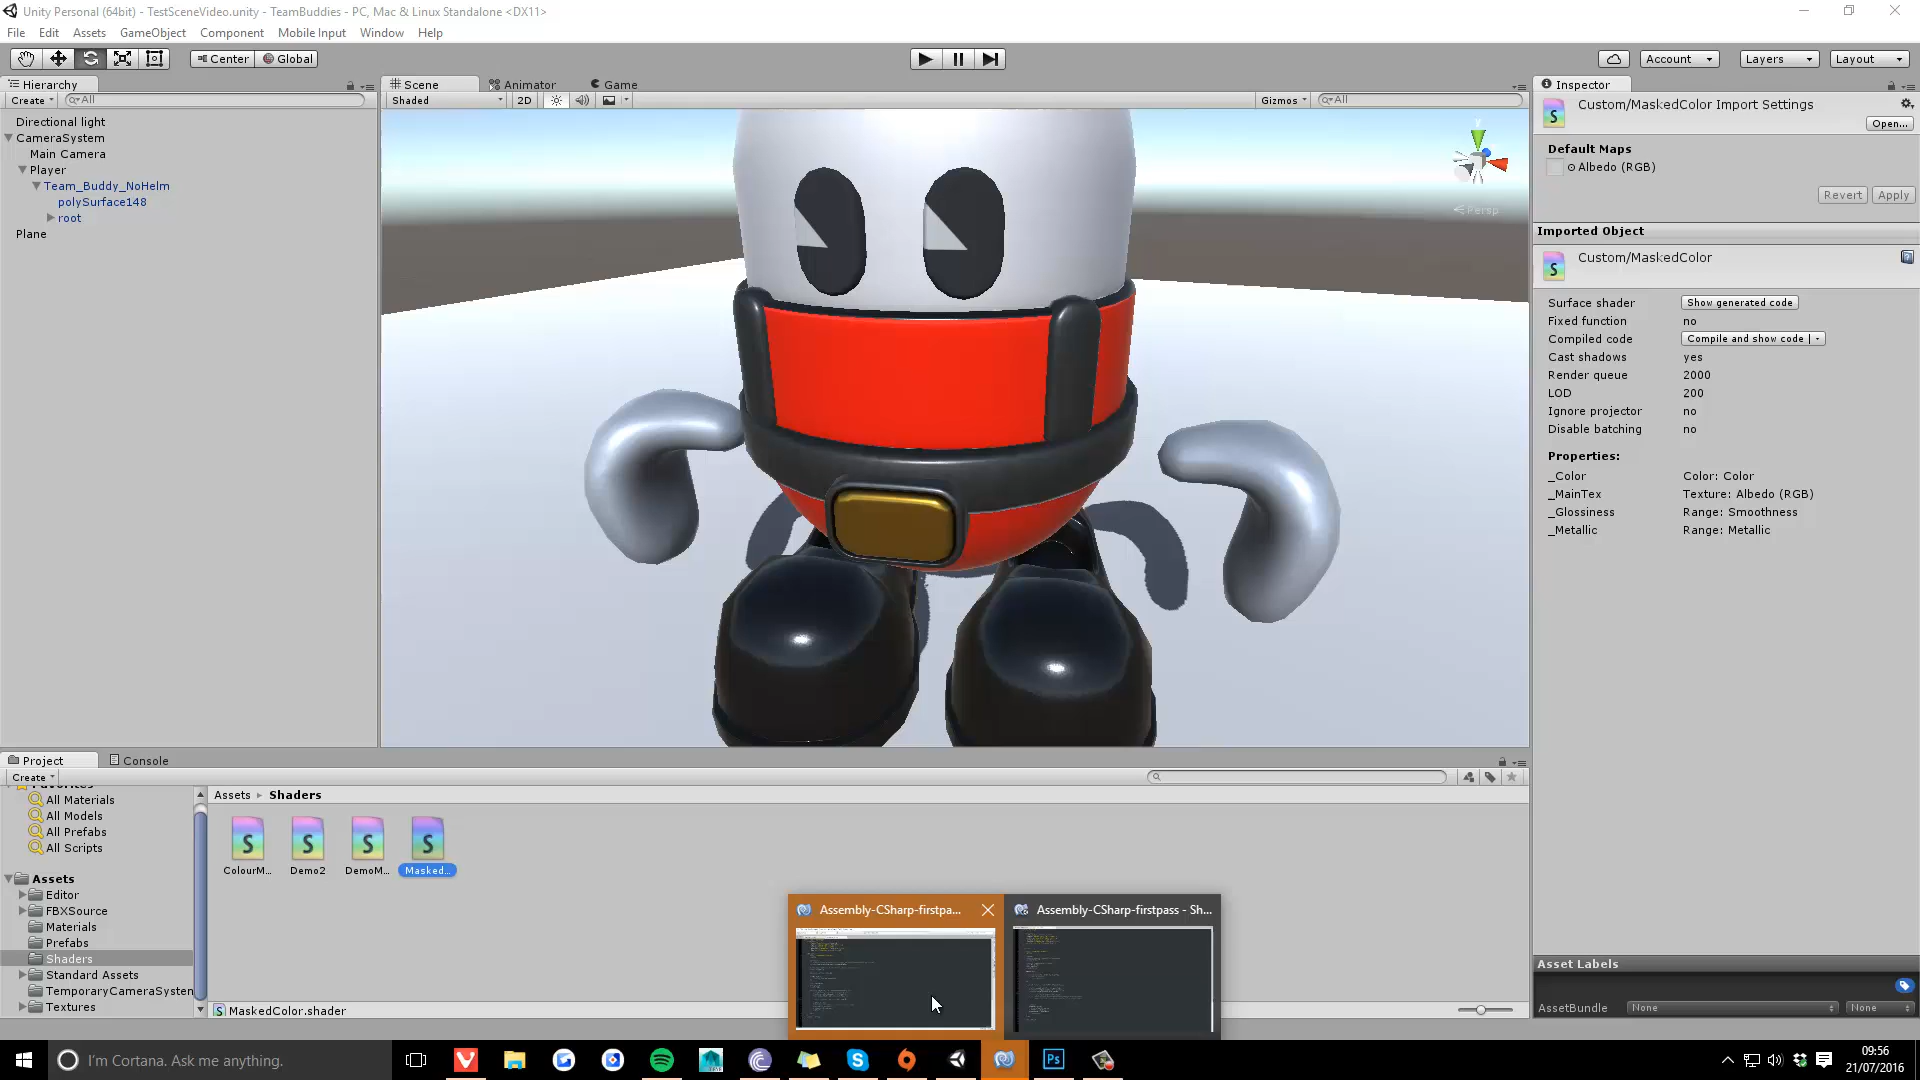 Unity Personal (64bit) - TestSceneVideo.unity - TeamBuddies - PC, Mac & Linux Standalone <DX11>
File Edit Assets GameObject Component Mobile Input Window Help
Center Global
Account Layers Layout
Hierarchy
Create All
Directional light
CameraSystem
Main Camera
Player
Team_Buddy_NoHelm
polySurface148
root
Plane
Scene Animator Game
Shaded 2D Gizmos All
y
Persp
Inspector
Custom/MaskedColor Import Settings
Open...
Default Maps
Albedo (RGB)
Revert Apply
Imported Object
Custom/MaskedColor
Surface shader Show generated code
Fixed function no
Compiled code Compile and show code
Cast shadows yes
Render queue 2000
LOD 200
Ignore projector no
Disable batching no
Properties:
_Color Color: Color
_MainTex Texture: Albedo (RGB)
_Glossiness Range: Smoothness
_Metallic Range: Metallic
Project Console
Create
Favorites
All Materials
All Models
All Prefabs
All Scripts
Assets
Editor
FBXSource
Materials
Prefabs
Shaders
Standard Assets
TemporaryCameraSysten
Textures
Assets Shaders
ColourM... Demo2 DemoM... Masked...
MaskedColor.shader
Assembly-CSharp-firstpa...
Assembly-CSharp-firstpass - Sh...
Asset Labels
AssetBundle None None
I'm Cortana. Ask me anything.
Ps
09:56
21/07/2016